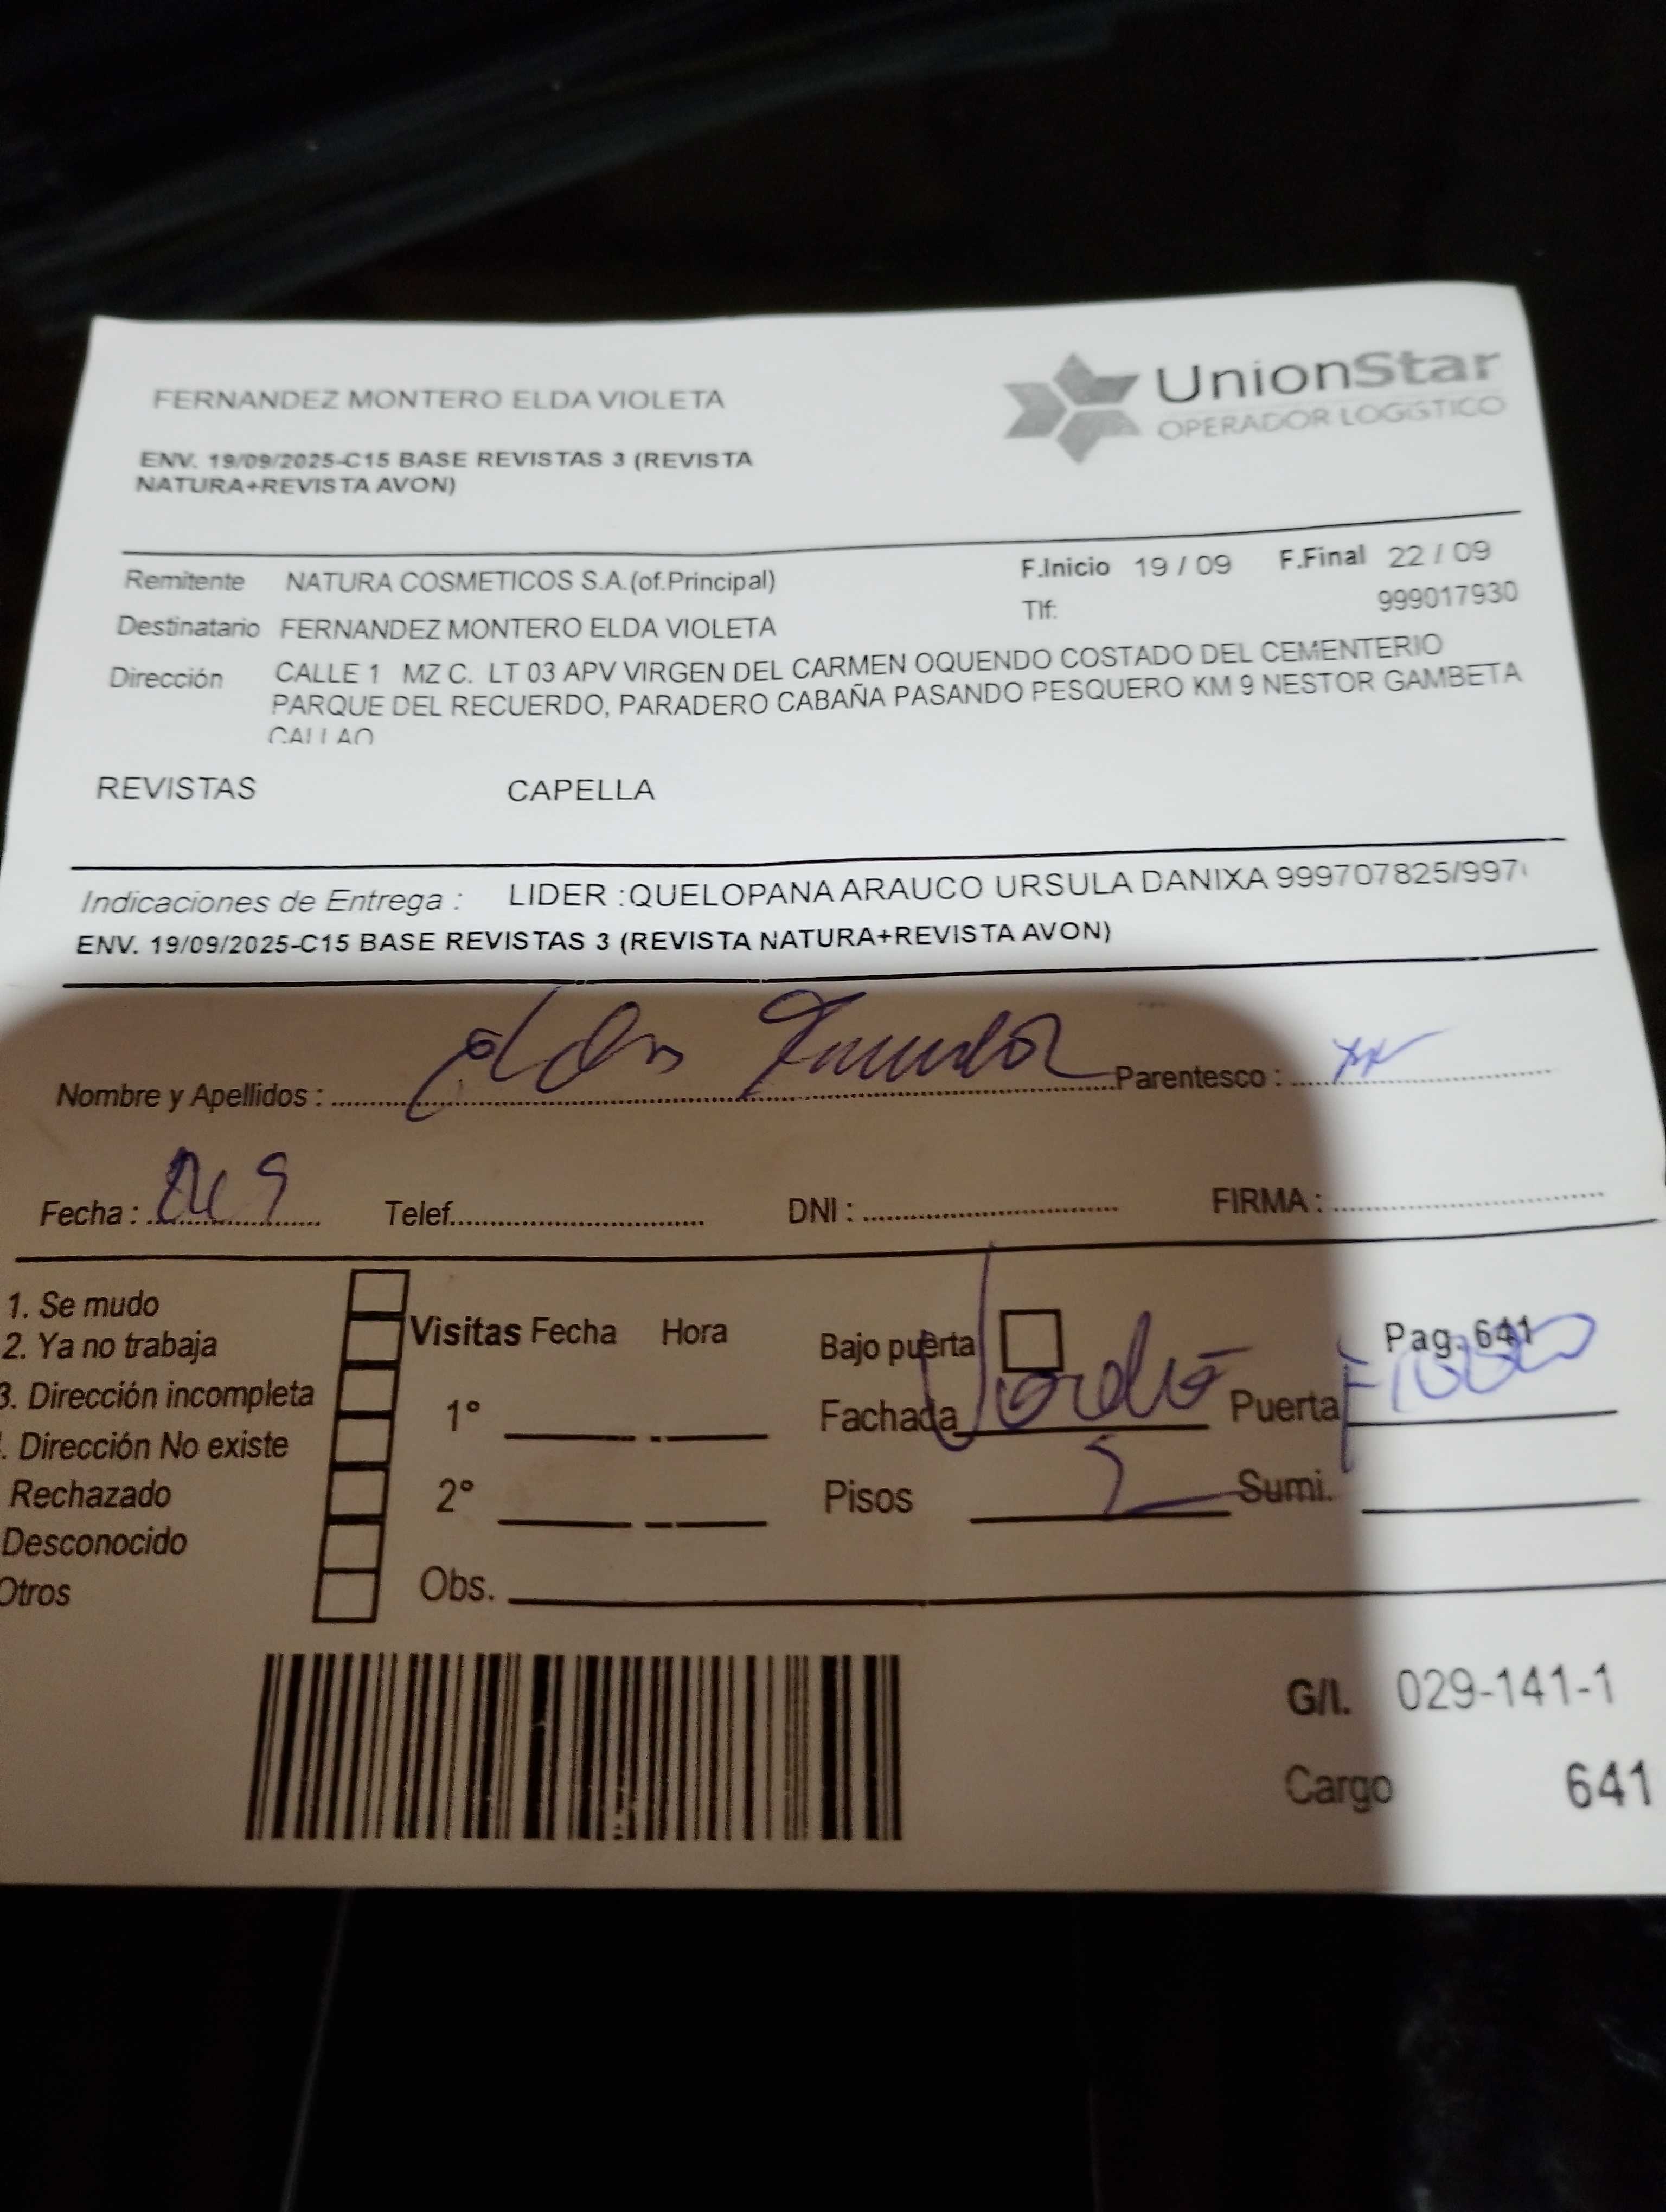 FERNANDEZ MONTERO ELDA VIOLETA
UnionStar
OPERADOR LOGISTICO
ENV. 19/09/2025-C15 BASE REVISTAS 3 (REVISTA
NATURA+REVISTA AVON)
Remitente NATURA COSMETICOS S.A.(of.Principal)
F.Inicio 19 / 09 F.Final 22 / 09
Destinatario FERNANDEZ MONTERO ELDA VIOLETA
Tlf: 999017930
Dirección CALLE 1 MZ C. LT 03 APV VIRGEN DEL CARMEN OQUENDO COSTADO DEL CEMENTERIO
PARQUE DEL RECUERDO, PARADERO CABAÑA PASANDO PESQUERO KM 9 NESTOR GAMBETA
CALLAO
REVISTAS CAPELLA
Indicaciones de Entrega : LIDER :QUELOPANA ARAUCO URSULA DANIXA 999707825/997
ENV. 19/09/2025-C15 BASE REVISTAS 3 (REVISTA NATURA+REVISTA AVON)
Nombre y Apellidos : Parentesco :
Fecha : Telef. DNI : FIRMA :
1. Se mudo
2. Ya no trabaja
3. Dirección incompleta
. Dirección No existe
Rechazado
Desconocido
Otros
Visitas Fecha Hora
1°
2°
Obs.
Bajo puerta
Pag. 641
Fachada Puerta
Pisos 2 Sumi.
G/I. 029-141-1
Cargo 641